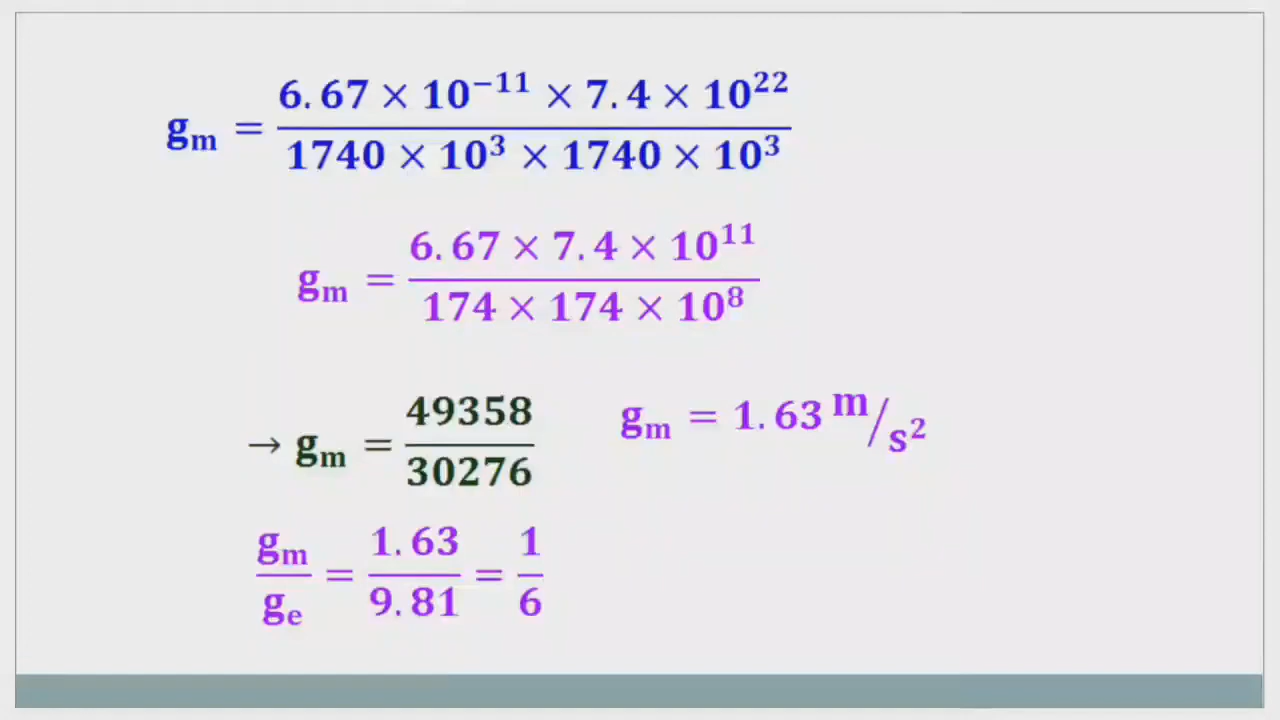 gₘ = 6.67 × 10⁻¹¹ × 7.4 × 10²² / 1740 × 10³ × 1740 × 10³
gₘ = 6.67 × 7.4 × 10¹¹ / 174 × 174 × 10⁸
→ gₘ = 49358 / 30276 gₘ = 1.63 m/s²
gₘ / gₑ = 1.63 / 9.81 = 1 / 6